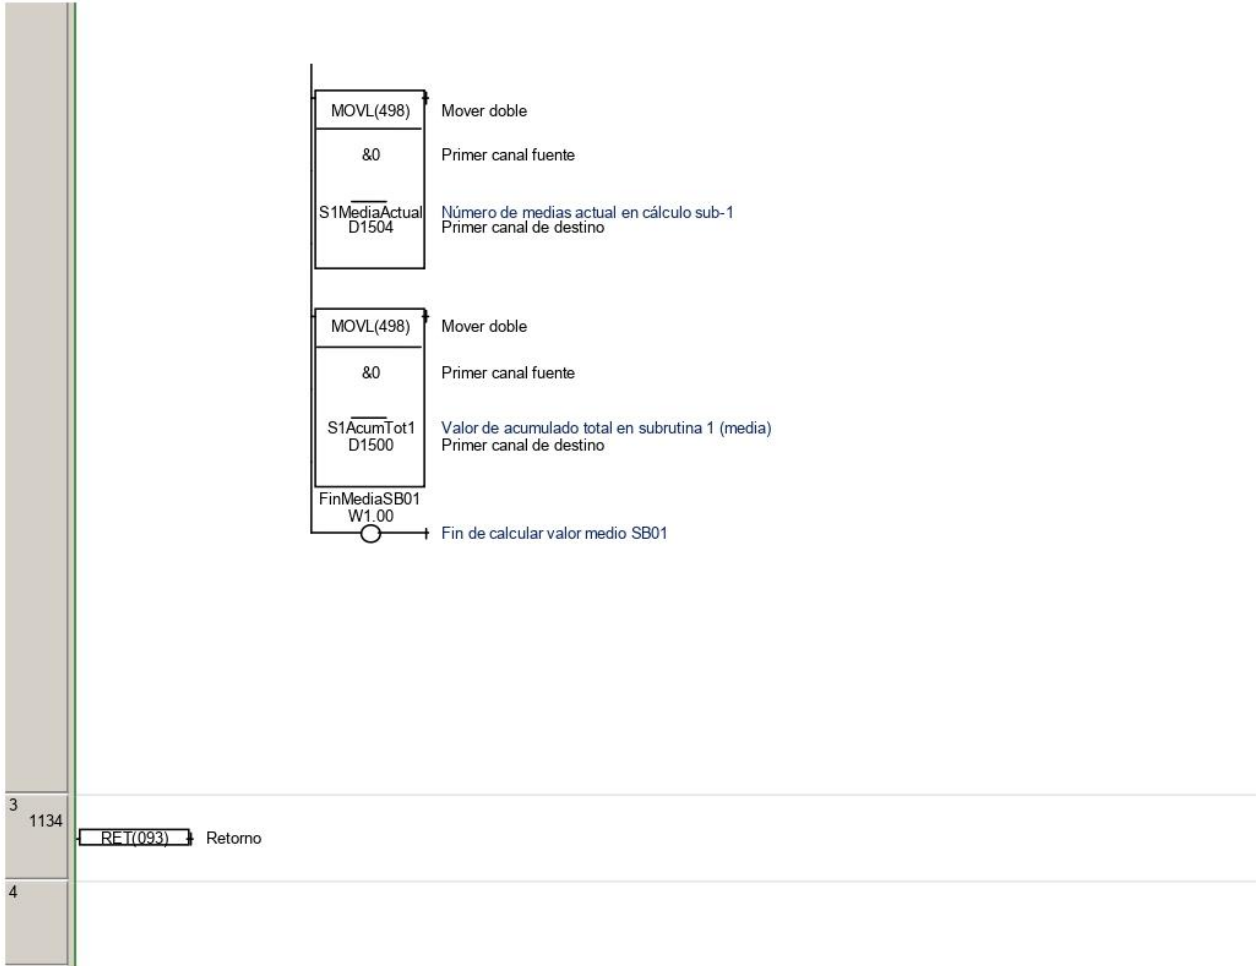 MOVL(498) Mover doble
&0 Primer canal fuente
S1MediaActual Número de medias actual en cálculo sub-1
D1504 Primer canal de destino
MOVL(498) Mover doble
&0 Primer canal fuente
S1AcumTot1 Valor de acumulado total en subrutina 1 (media)
D1500 Primer canal de destino
FinMediaSB01
W1.00
Fin de calcular valor medio SB01
3
1134
RET(093) Retorno
4